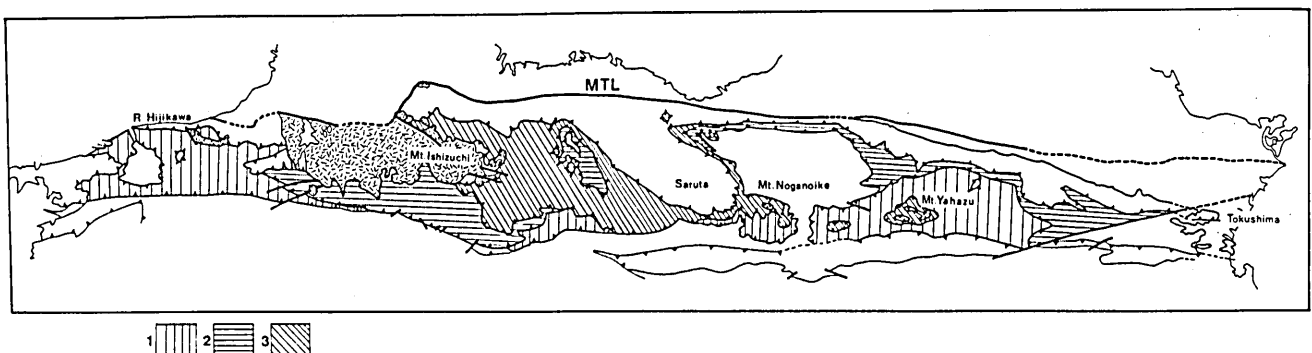 MTL
R. Hijikawa
Mt.Ishizuchi
Saruta
Mt.Noganoike
Mt.Yahazu
Tokushima
1 2 3